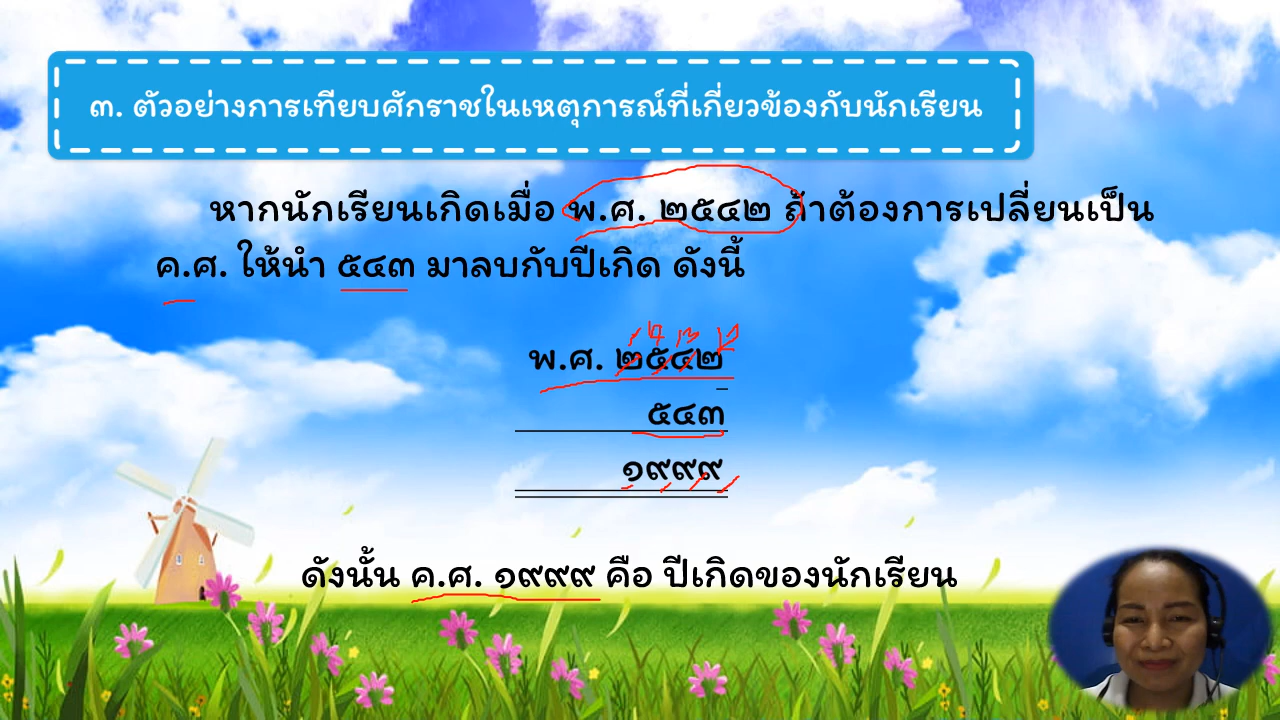 ๓. ตัวอย่างการเทียบศักราชในเหตุการณ์ที่เกี่ยวข้องกับนักเรียน
หากนักเรียนเกิดเมื่อ พ.ศ. ๒๕๔๒ ถ้าต้องการเปลี่ยนเป็น
ค.ศ. ให้นำ ๕๔๓ มาลบกับปีเกิด ดังนี้
พ.ศ. ๒๕๔๒
–
๕๔๓
๑๙๙๙
ดังนั้น ค.ศ. ๑๙๙๙ คือ ปีเกิดของนักเรียน